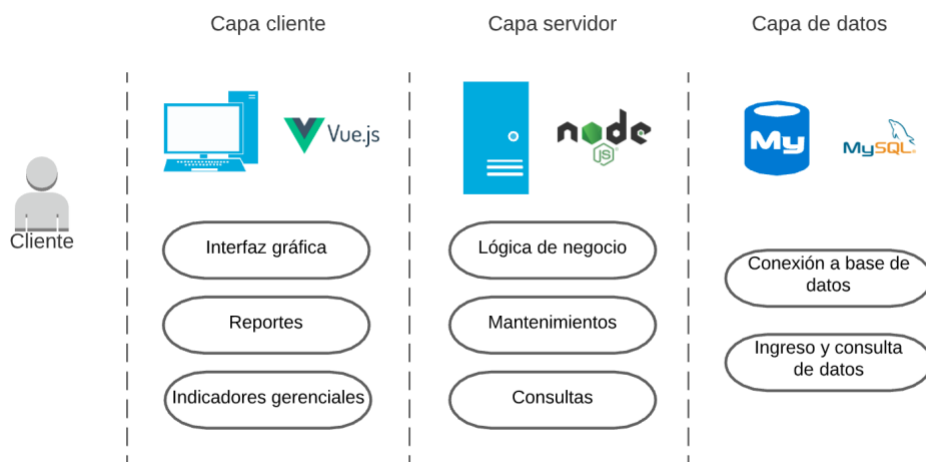 Capa cliente
Capa servidor
Capa de datos
Vue.js
node
JS
My
MySQL
Cliente
Interfaz gráfica
Reportes
Indicadores gerenciales
Lógica de negocio
Mantenimientos
Consultas
Conexión a base de
datos
Ingreso y consulta
de datos